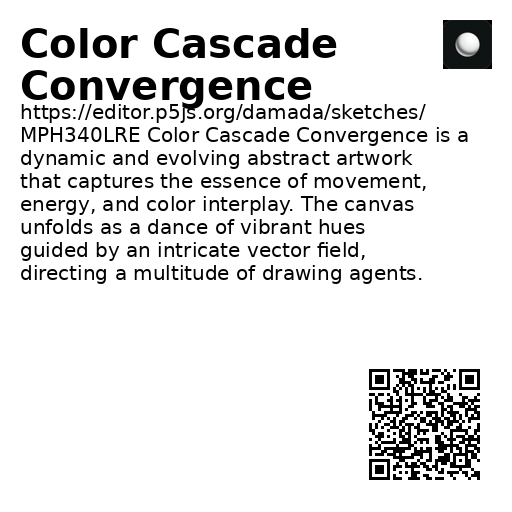 Color Cascade
Convergence
https://editor.p5js.org/damada/sketches/
MPH340LRE Color Cascade Convergence is a
dynamic and evolving abstract artwork
that captures the essence of movement,
energy, and color interplay. The canvas
unfolds as a dance of vibrant hues
guided by an intricate vector field,
directing a multitude of drawing agents.